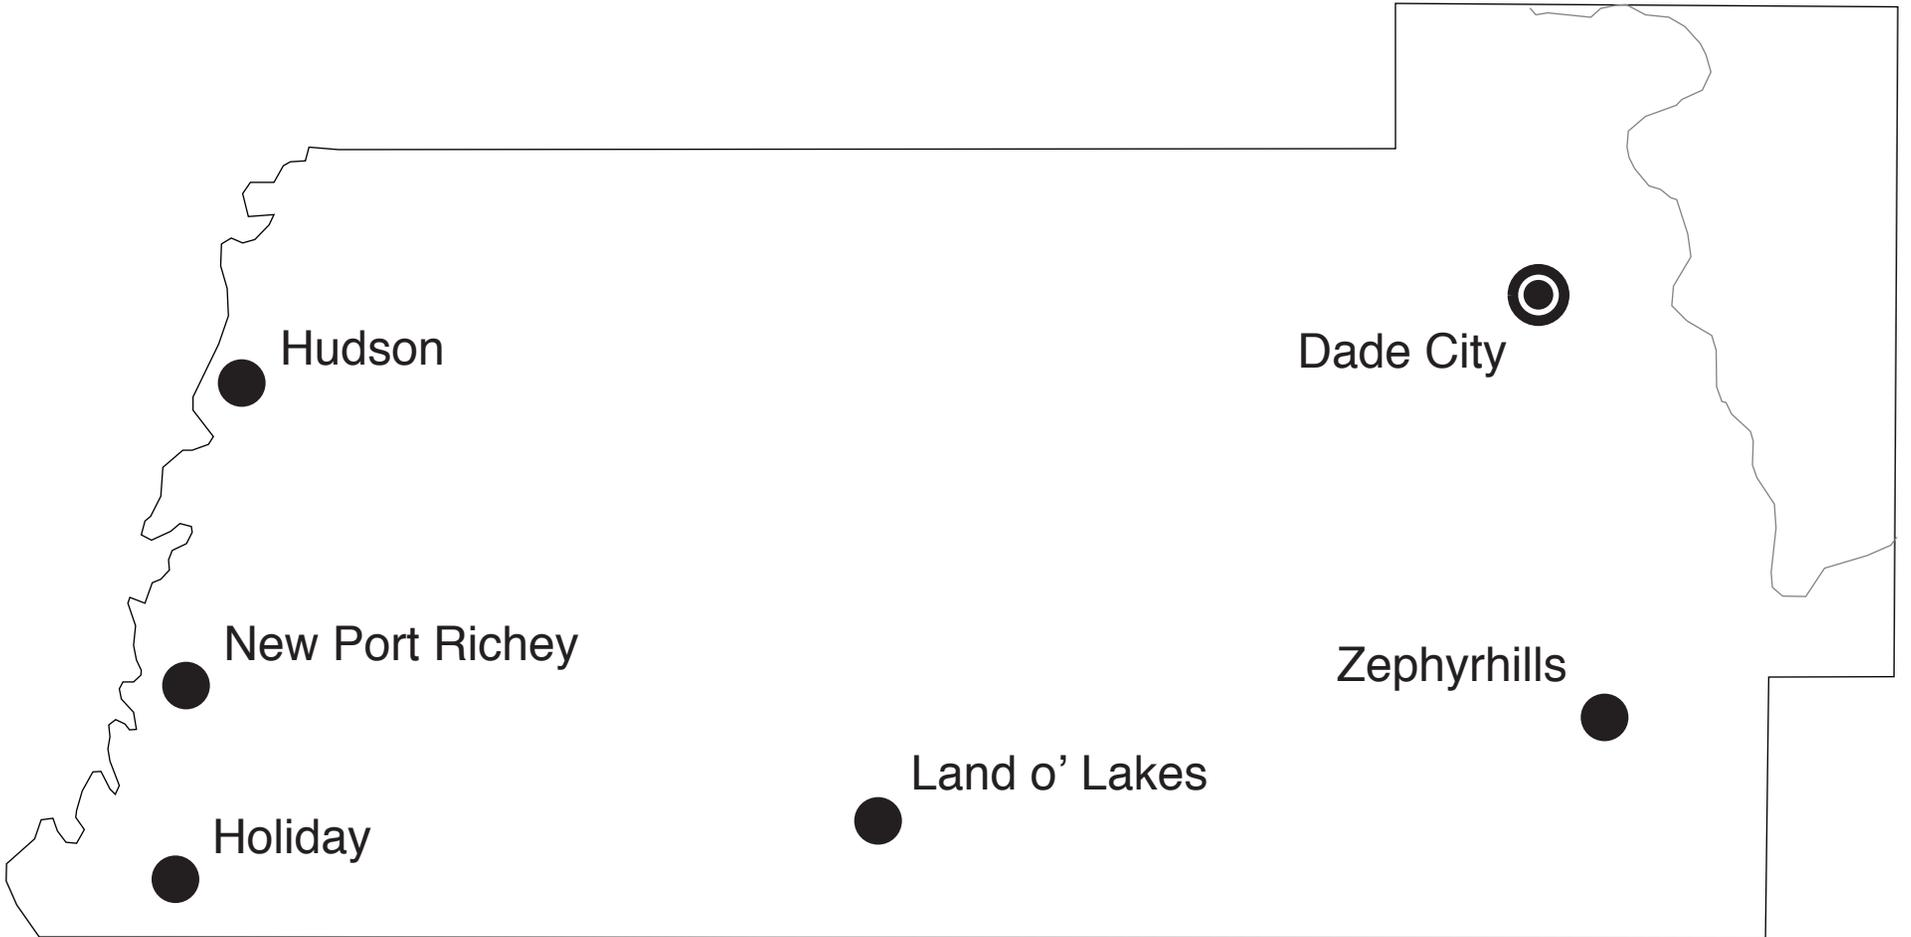 Hudson
Dade City
New Port Richey
Zephyrhills
Land o’ Lakes
Holiday